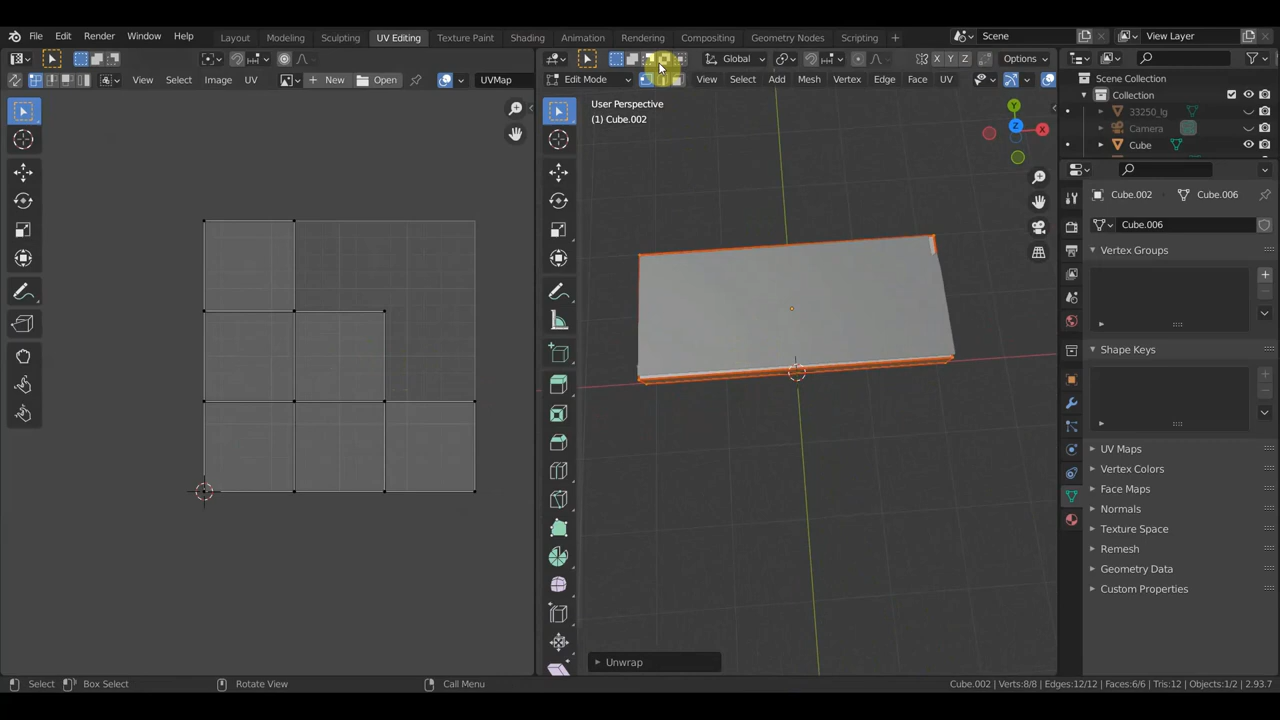 File Edit Render Window Help Layout Modeling Sculpting UV Editing Texture Paint Shading Animation Rendering Compositing Geometry Nodes Scripting + Scene View Layer
Global X Y Z Options
View Select Image UV + New Open UVMap Edit Mode View Select Add Mesh Vertex Edge Face UV
Scene Collection
Collection
33250_lg
Camera
Cube
User Perspective
(1) Cube.002
Y
X
Z
Cube.002 Cube.006
Cube.006
Vertex Groups
Shape Keys
UV Maps
Vertex Colors
Face Maps
Normals
Texture Space
Remesh
Geometry Data
Custom Properties
Unwrap
Select Box Select Rotate View Call Menu Cube.002 | Verts:8/8 | Edges:12/12 | Faces:6/6 | Tris:12 | Objects:1/2 | 2.93.7